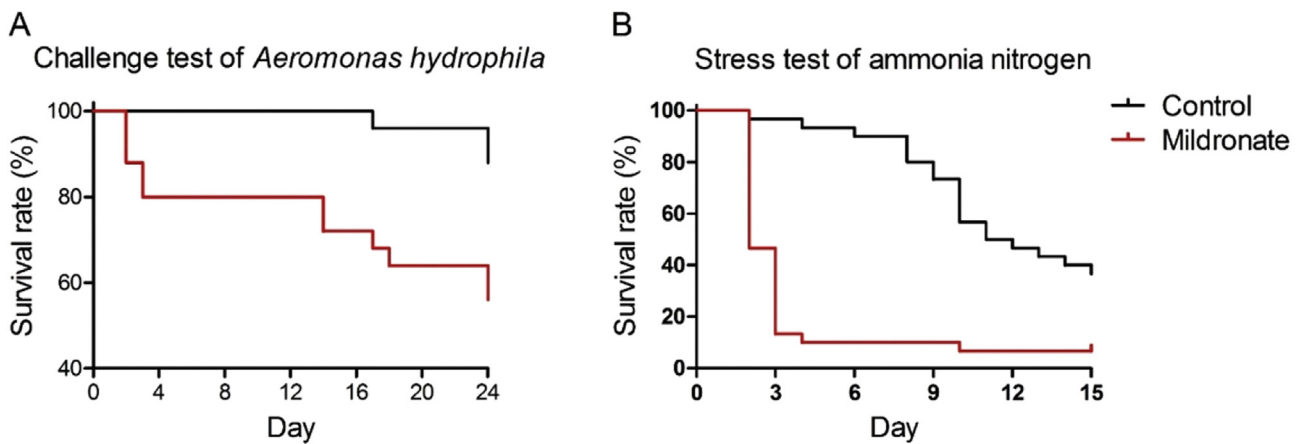 A
Challenge test of Aeromonas hydrophila
Survival rate (%)
100
80
60
40
0 4 8 12 16 20 24
Day
B
Stress test of ammonia nitrogen
Survival rate (%)
100
80
60
40
20
0
0 3 6 9 12 15
Day
Control
Mildronate